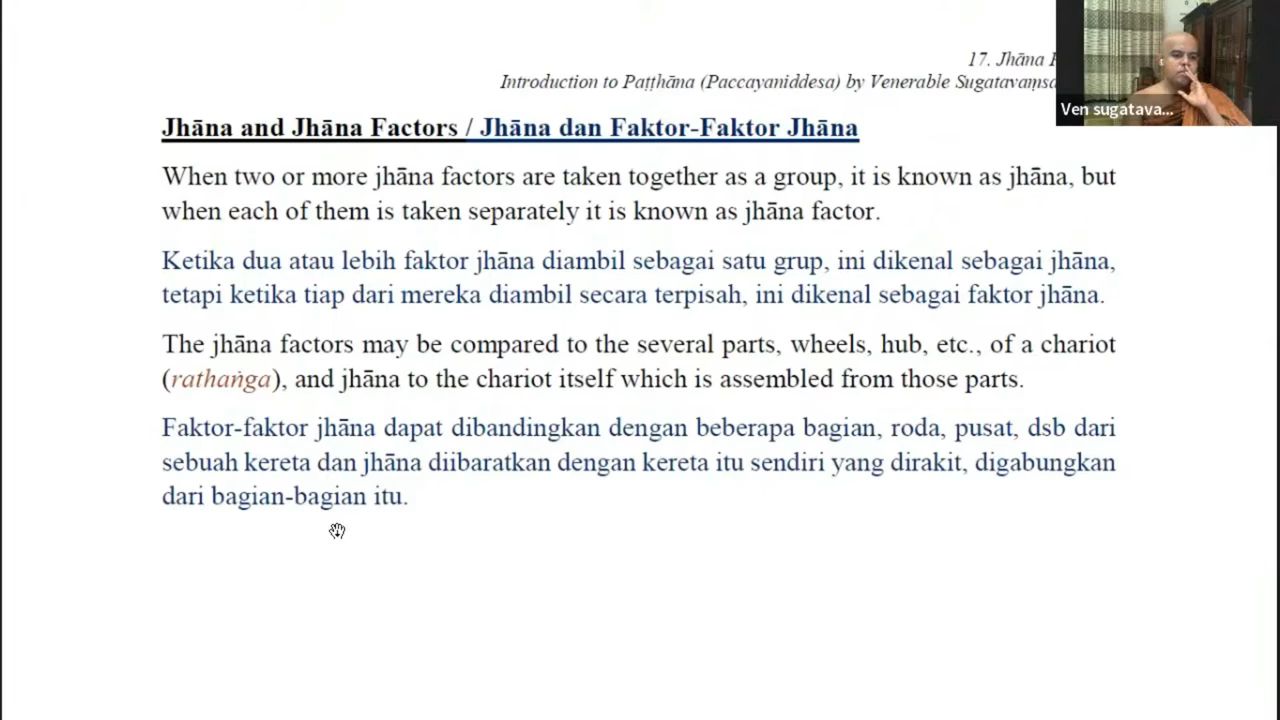 17. Jhāna
Introduction to Paṭṭhāna (Paccayaniddesa) by Venerable Sugatavaṃsa
Ven sugatava...
Jhāna and Jhāna Factors / Jhāna dan Faktor-Faktor Jhāna
When two or more jhāna factors are taken together as a group, it is known as jhāna, but
when each of them is taken separately it is known as jhāna factor.
Ketika dua atau lebih faktor jhāna diambil sebagai satu grup, ini dikenal sebagai jhāna,
tetapi ketika tiap dari mereka diambil secara terpisah, ini dikenal sebagai faktor jhāna.
The jhāna factors may be compared to the several parts, wheels, hub, etc., of a chariot
(rathaṅga), and jhāna to the chariot itself which is assembled from those parts.
Faktor-faktor jhāna dapat dibandingkan dengan beberapa bagian, roda, pusat, dsb dari
sebuah kereta dan jhāna diibaratkan dengan kereta itu sendiri yang dirakit, digabungkan
dari bagian-bagian itu.